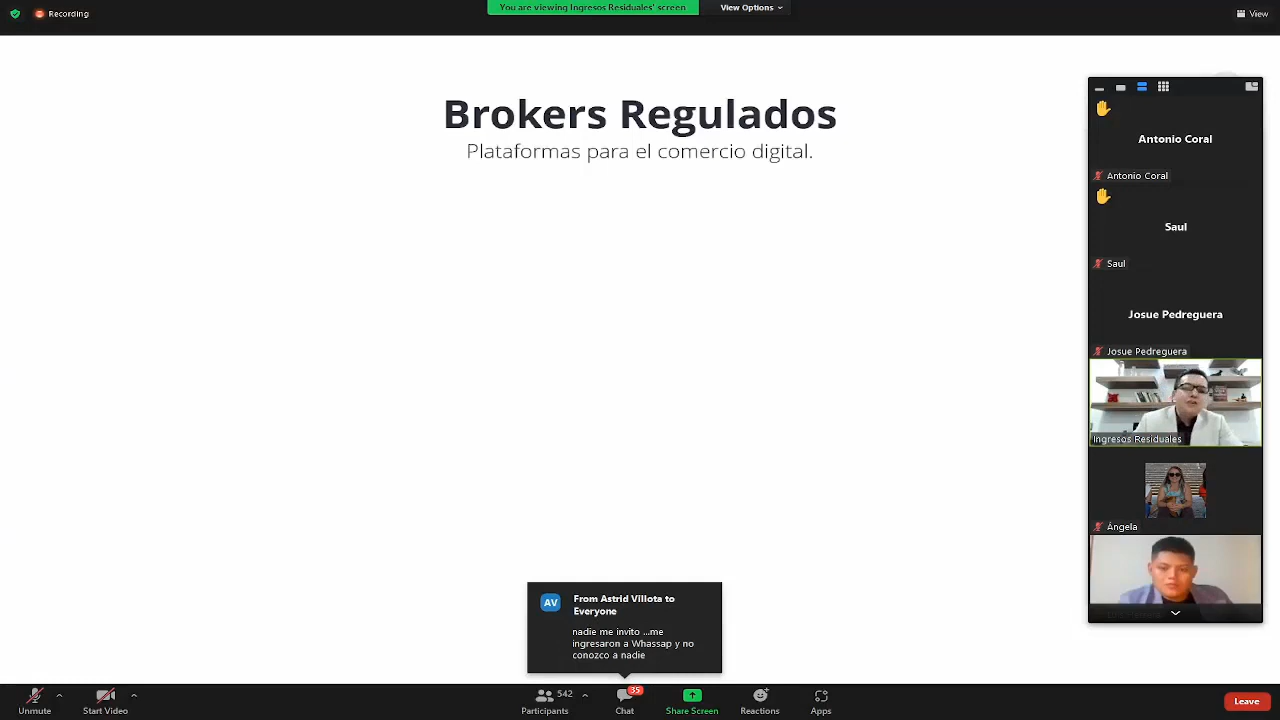 Recording
You are viewing Ingresos Residuales' screen
View Options
View
Brokers Regulados
Plataformas para el comercio digital.
Antonio Coral
Antonio Coral
Saul
Saul
Josue Pedreguera
Josue Pedreguera
Ingresos Residuales
Angela
AV
From Astrid Villota to
Everyone
nadie me invito ...me
ingresaron a Whassap y no
conozco a nadie
Unmute
Start Video
542
Participants
35
Chat
Share Screen
Reactions
Apps
Leave